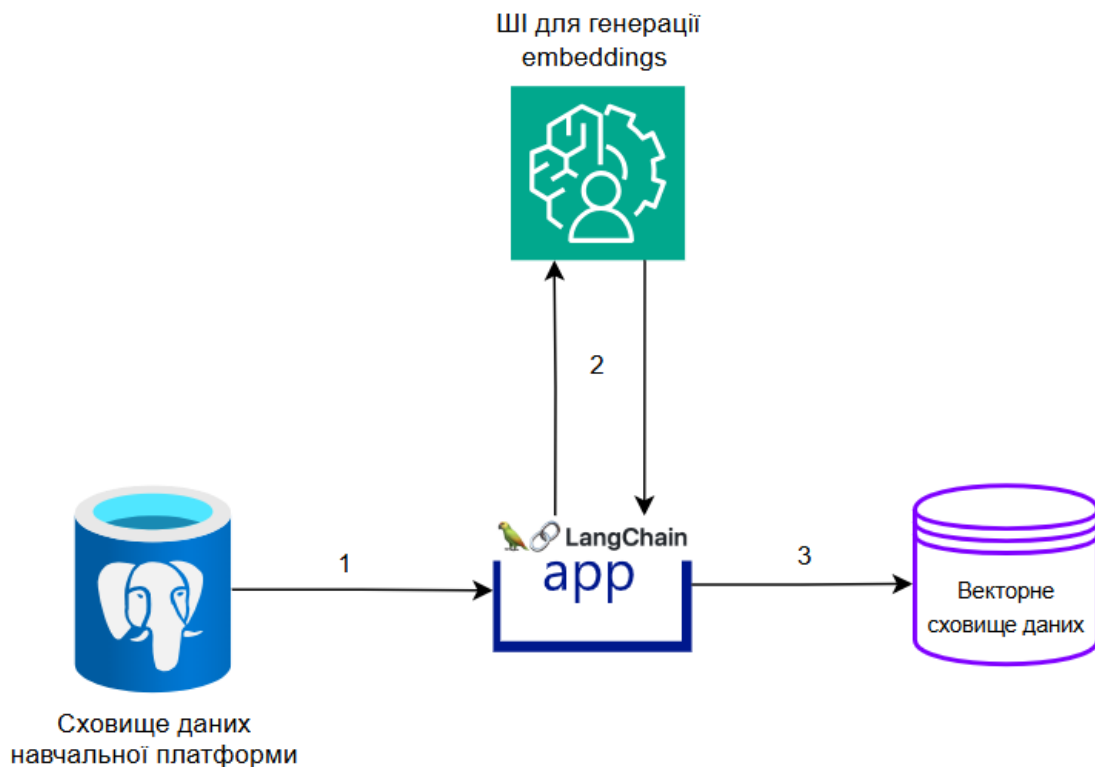 ШІ для генерації
embeddings
2
LangChain
app
1
3
Векторне
сховище даних
Сховище даних
навчальної платформи